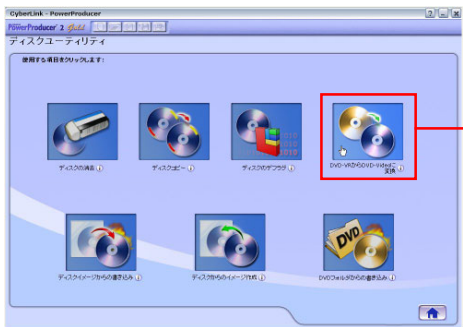 CyberLink - PowerProducer
PowerProducer 2 Gold
ディスクユーティリティ
使用する項目をクリックします:
ディスクの消去
ディスクコピー
ディスクのデフラグ
DVD-VRからDVD-Videoに
変換
ディスクイメージからの書き込み
ディスクからのイメージ作成
DVDフォルダからの書き込み
DVD